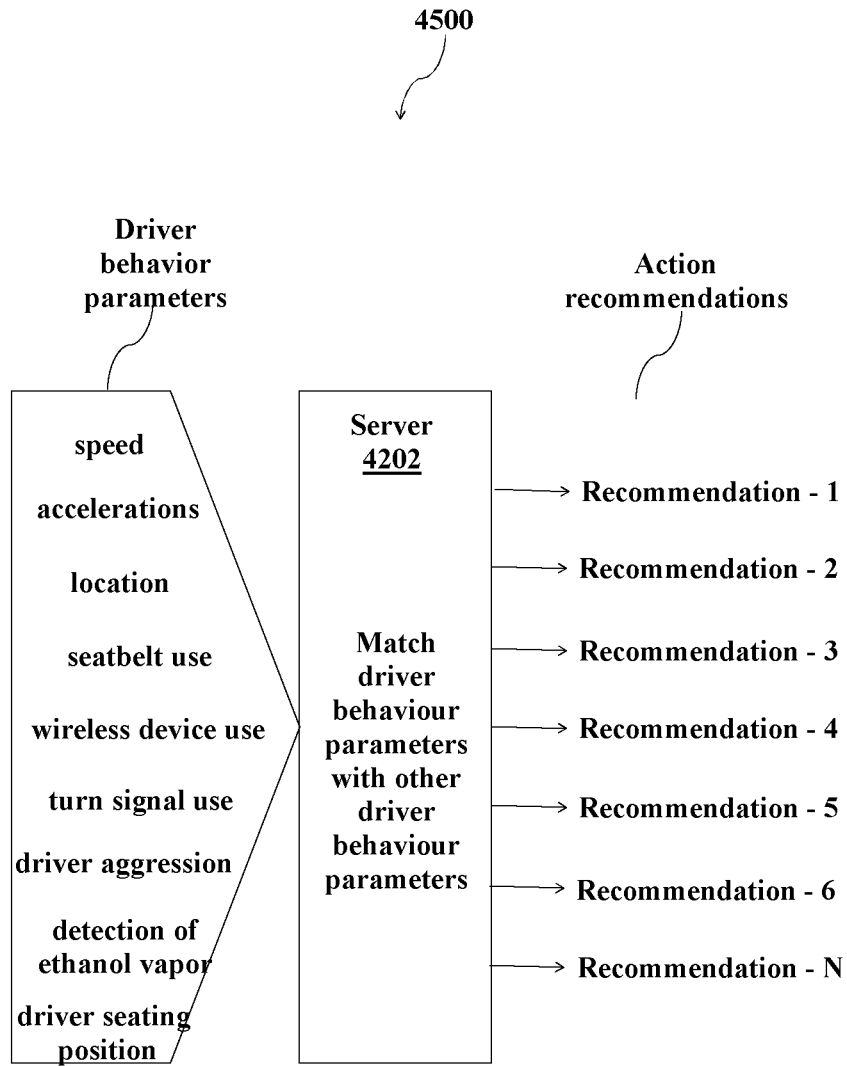 4500
Driver
behavior
parameters
Action
recommendations
speed
accelerations
location
seatbelt use
wireless device use
turn signal use
driver aggression
detection of
ethanol vapor
driver seating
position
Server
4202
Match
driver
behaviour
parameters
with other
driver
behaviour
parameters
Recommendation - 1
Recommendation - 2
Recommendation - 3
Recommendation - 4
Recommendation - 5
Recommendation - 6
Recommendation - N